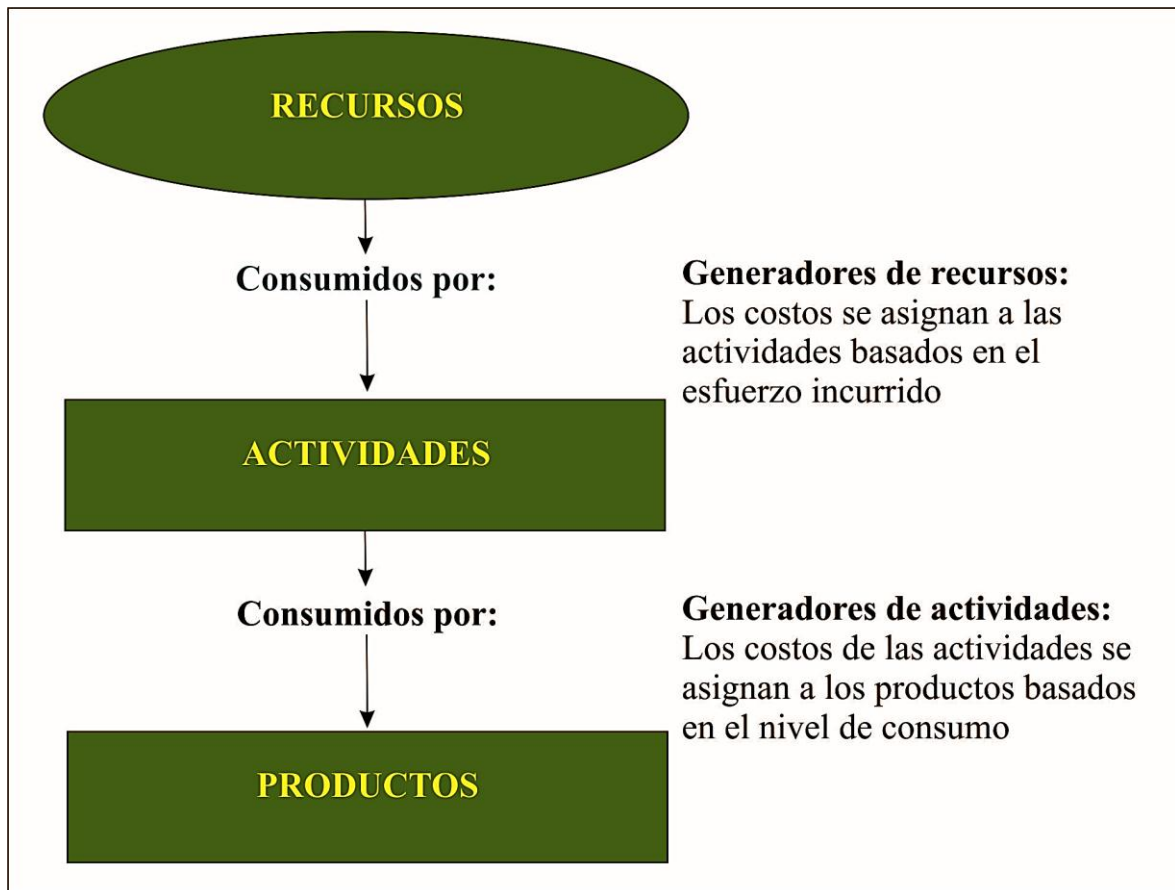 RECURSOS
Consumidos por:
Generadores de recursos:
Los costos se asignan a las
actividades basados en el
esfuerzo incurrido
ACTIVIDADES
Consumidos por:
Generadores de actividades:
Los costos de las actividades se
asignan a los productos basados
en el nivel de consumo
PRODUCTOS